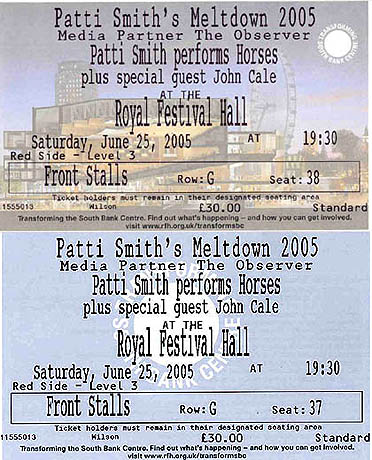 Patti Smith's Meltdown 2005
Media Partner The Observer
Patti Smith performs Horses
plus special guest John Cale
AT THE
Royal Festival Hall
Saturday, June 25, 2005 AT 19:30
Red Side - Level 3
Front Stalls Row: G Seat: 38
Ticket holders must remain in their designated seating area
1555013 Wilson £30.00 Standard
Transforming the South Bank Centre. Find out what's happening – and how you can get involved.
visit www.rfh.org.uk/transformsbc
Patti Smith's Meltdown 2005
Media Partner The Observer
Patti Smith performs Horses
plus special guest John Cale
AT THE
Royal Festival Hall
Saturday, June 25, 2005 AT 19:30
Red Side - Level 3
BANK CENTRE
Front Stalls Row: G Seat: 37
Ticket holders must remain in their designated seating area
11555013 Wilson £30.00 Standard
Transforming the South Bank Centre. Find out what's happening – and how you can get involved.
visit www.rfh.org.uk/transformsbc